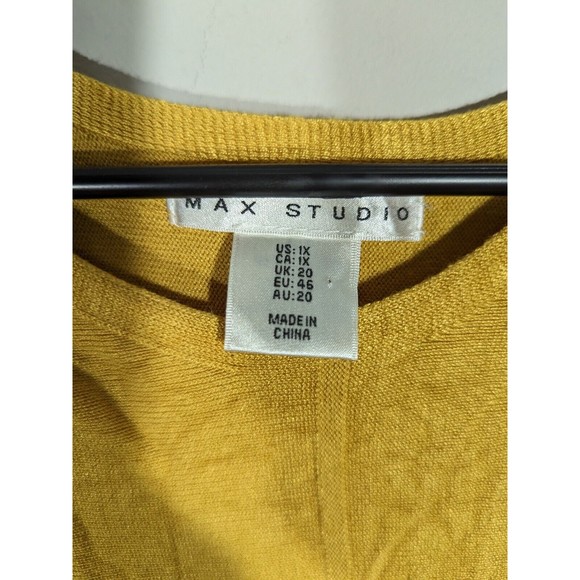 MAX STUDIO
US: 1X
CA: 1X
UK: 20
EU: 46
AU: 20
MADE IN
CHINA